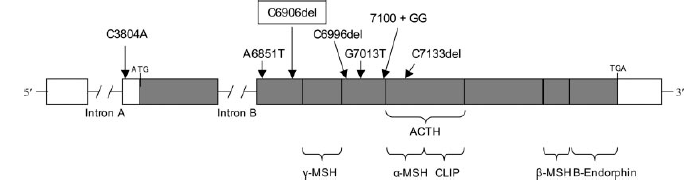 C6906del
7100 + GG
C3804A
C6996del
A6851T
G7013T
C7133del
ATG
TGA
5′
3′
Intron A
Intron B
ACTH
γ-MSH
α-MSH
CLIP
β-MSH
B-Endorphin